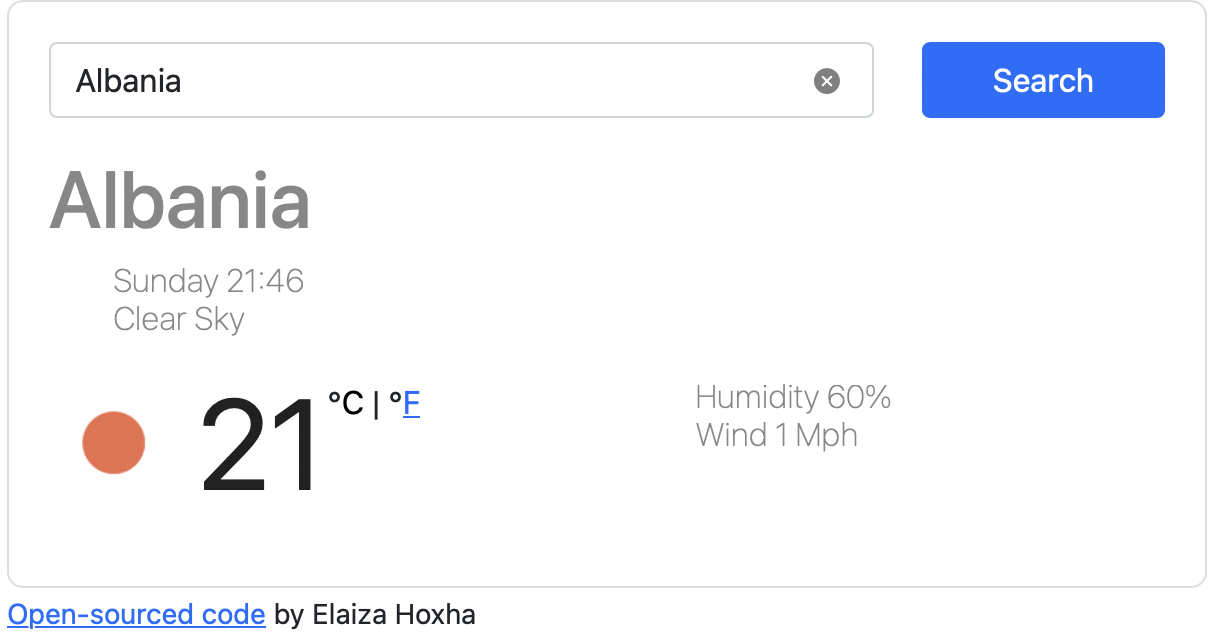 Albania
Search
Albania
Sunday 21:46
Clear Sky
21 °C | °F
Humidity 60%
Wind 1 Mph
Open-sourced code by Elaiza Hoxha